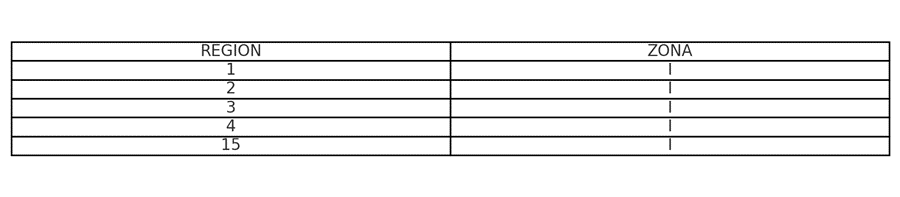 REGION ZONA
1 I
2 I
3 I
4 I
15 I